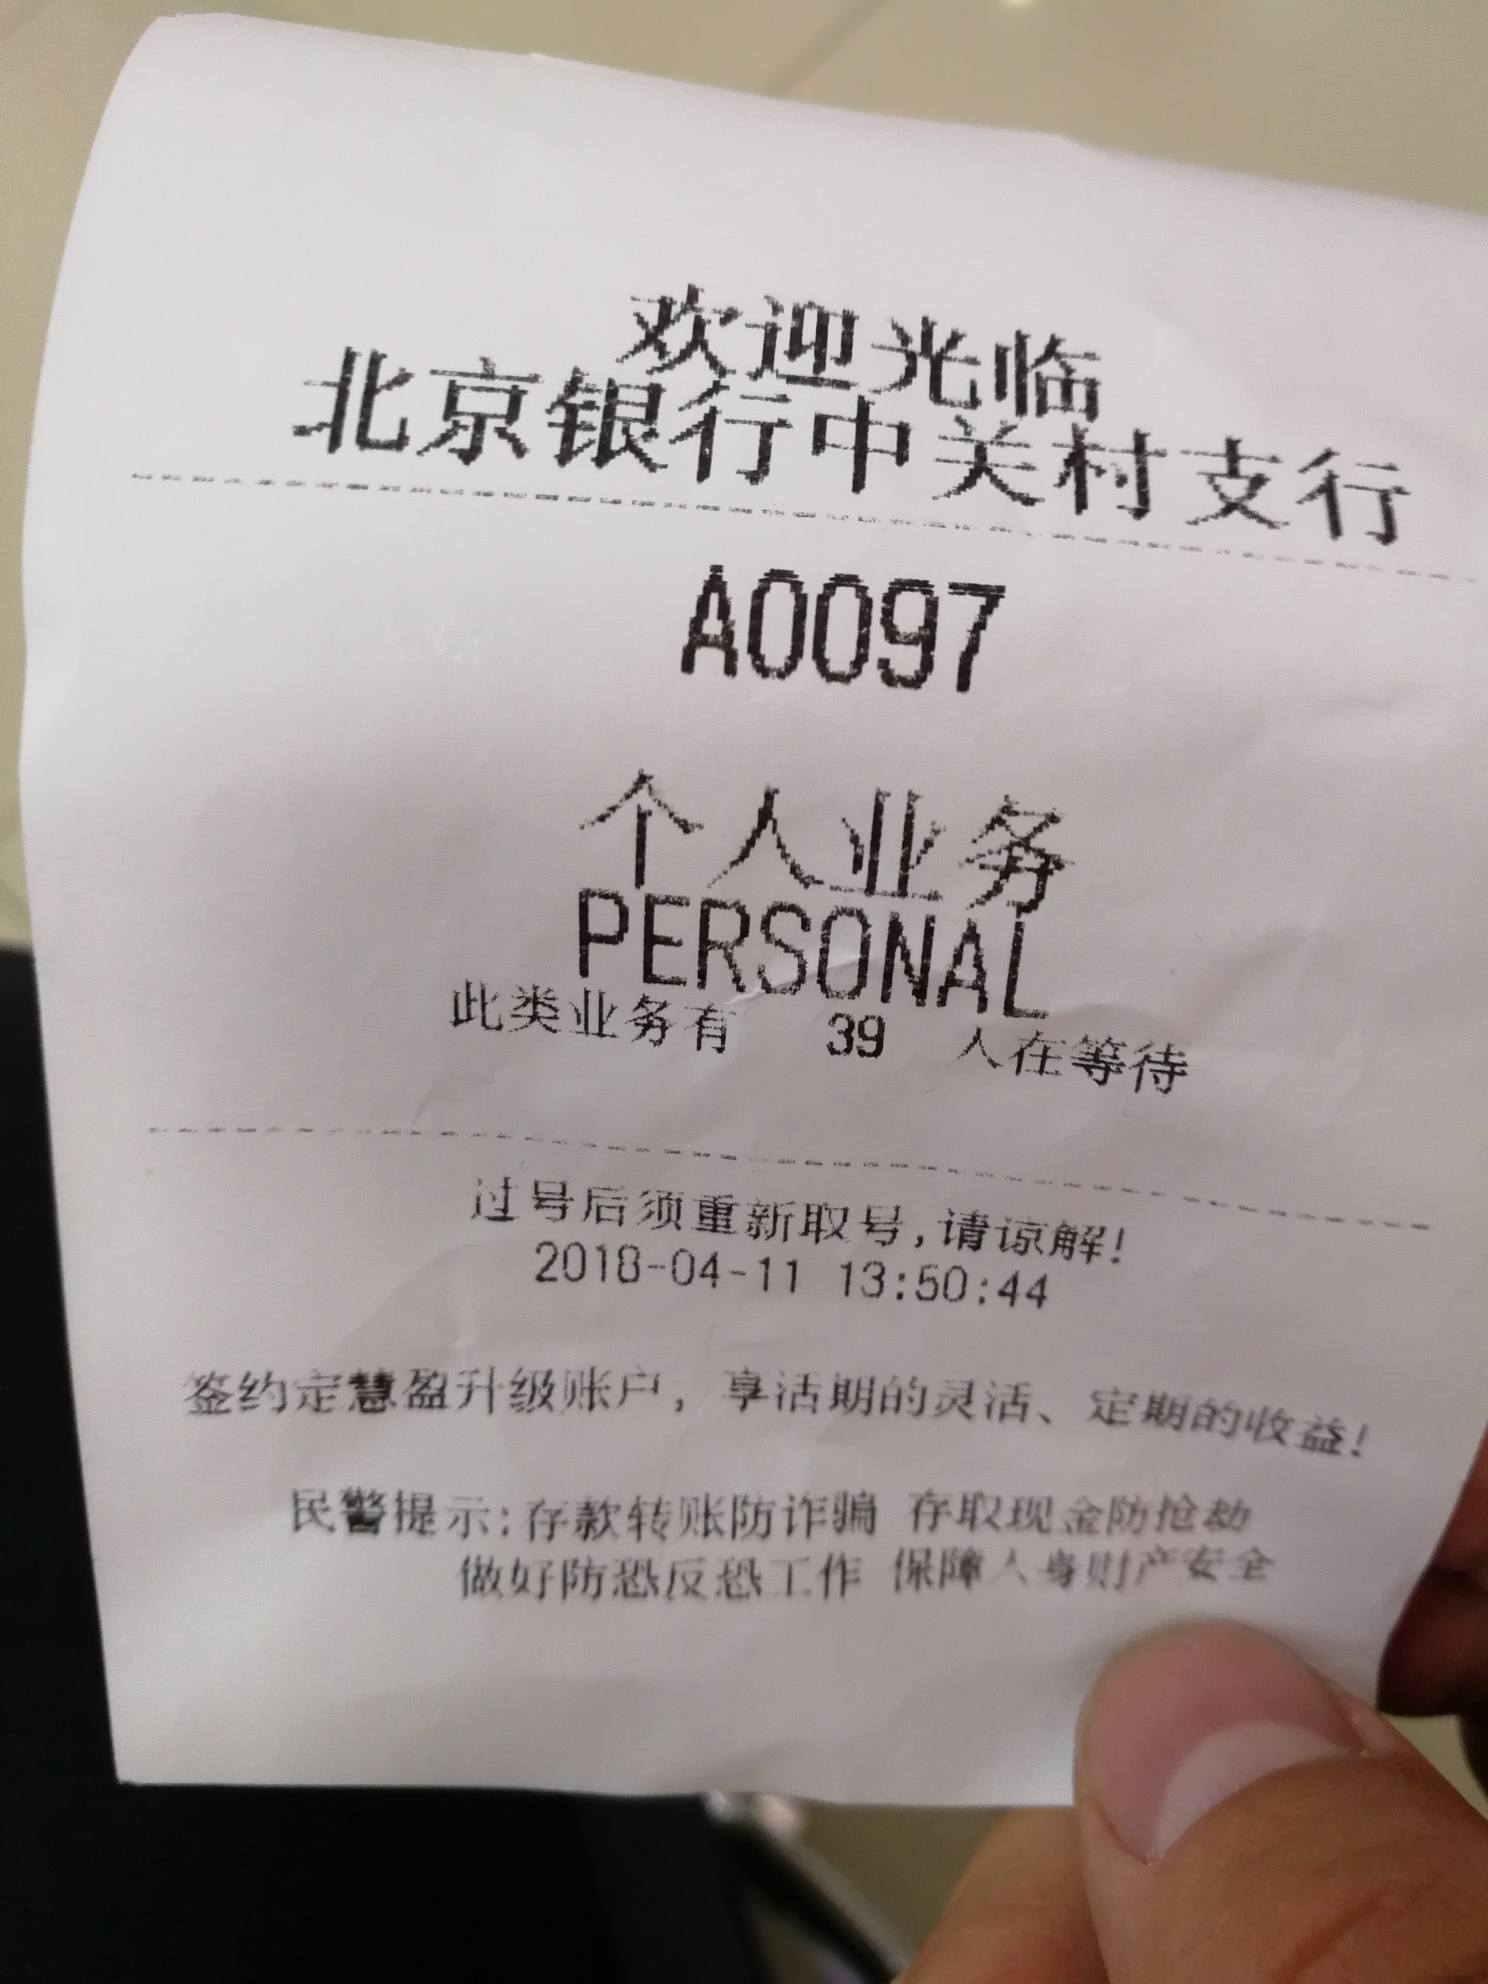 欢迎光临
北京银行中关村支行
A0097
个人业务
PERSONAL
此类业务有 39 人在等待
过号后须重新取号,请谅解!
2018-04-11 13:50:44
签约定慧盈升级账户，享活期的灵活、定期的收益!
民警提示:存款转账防诈骗 存取现金防抢劫
做好防恐反恐工作 保障人身财产安全